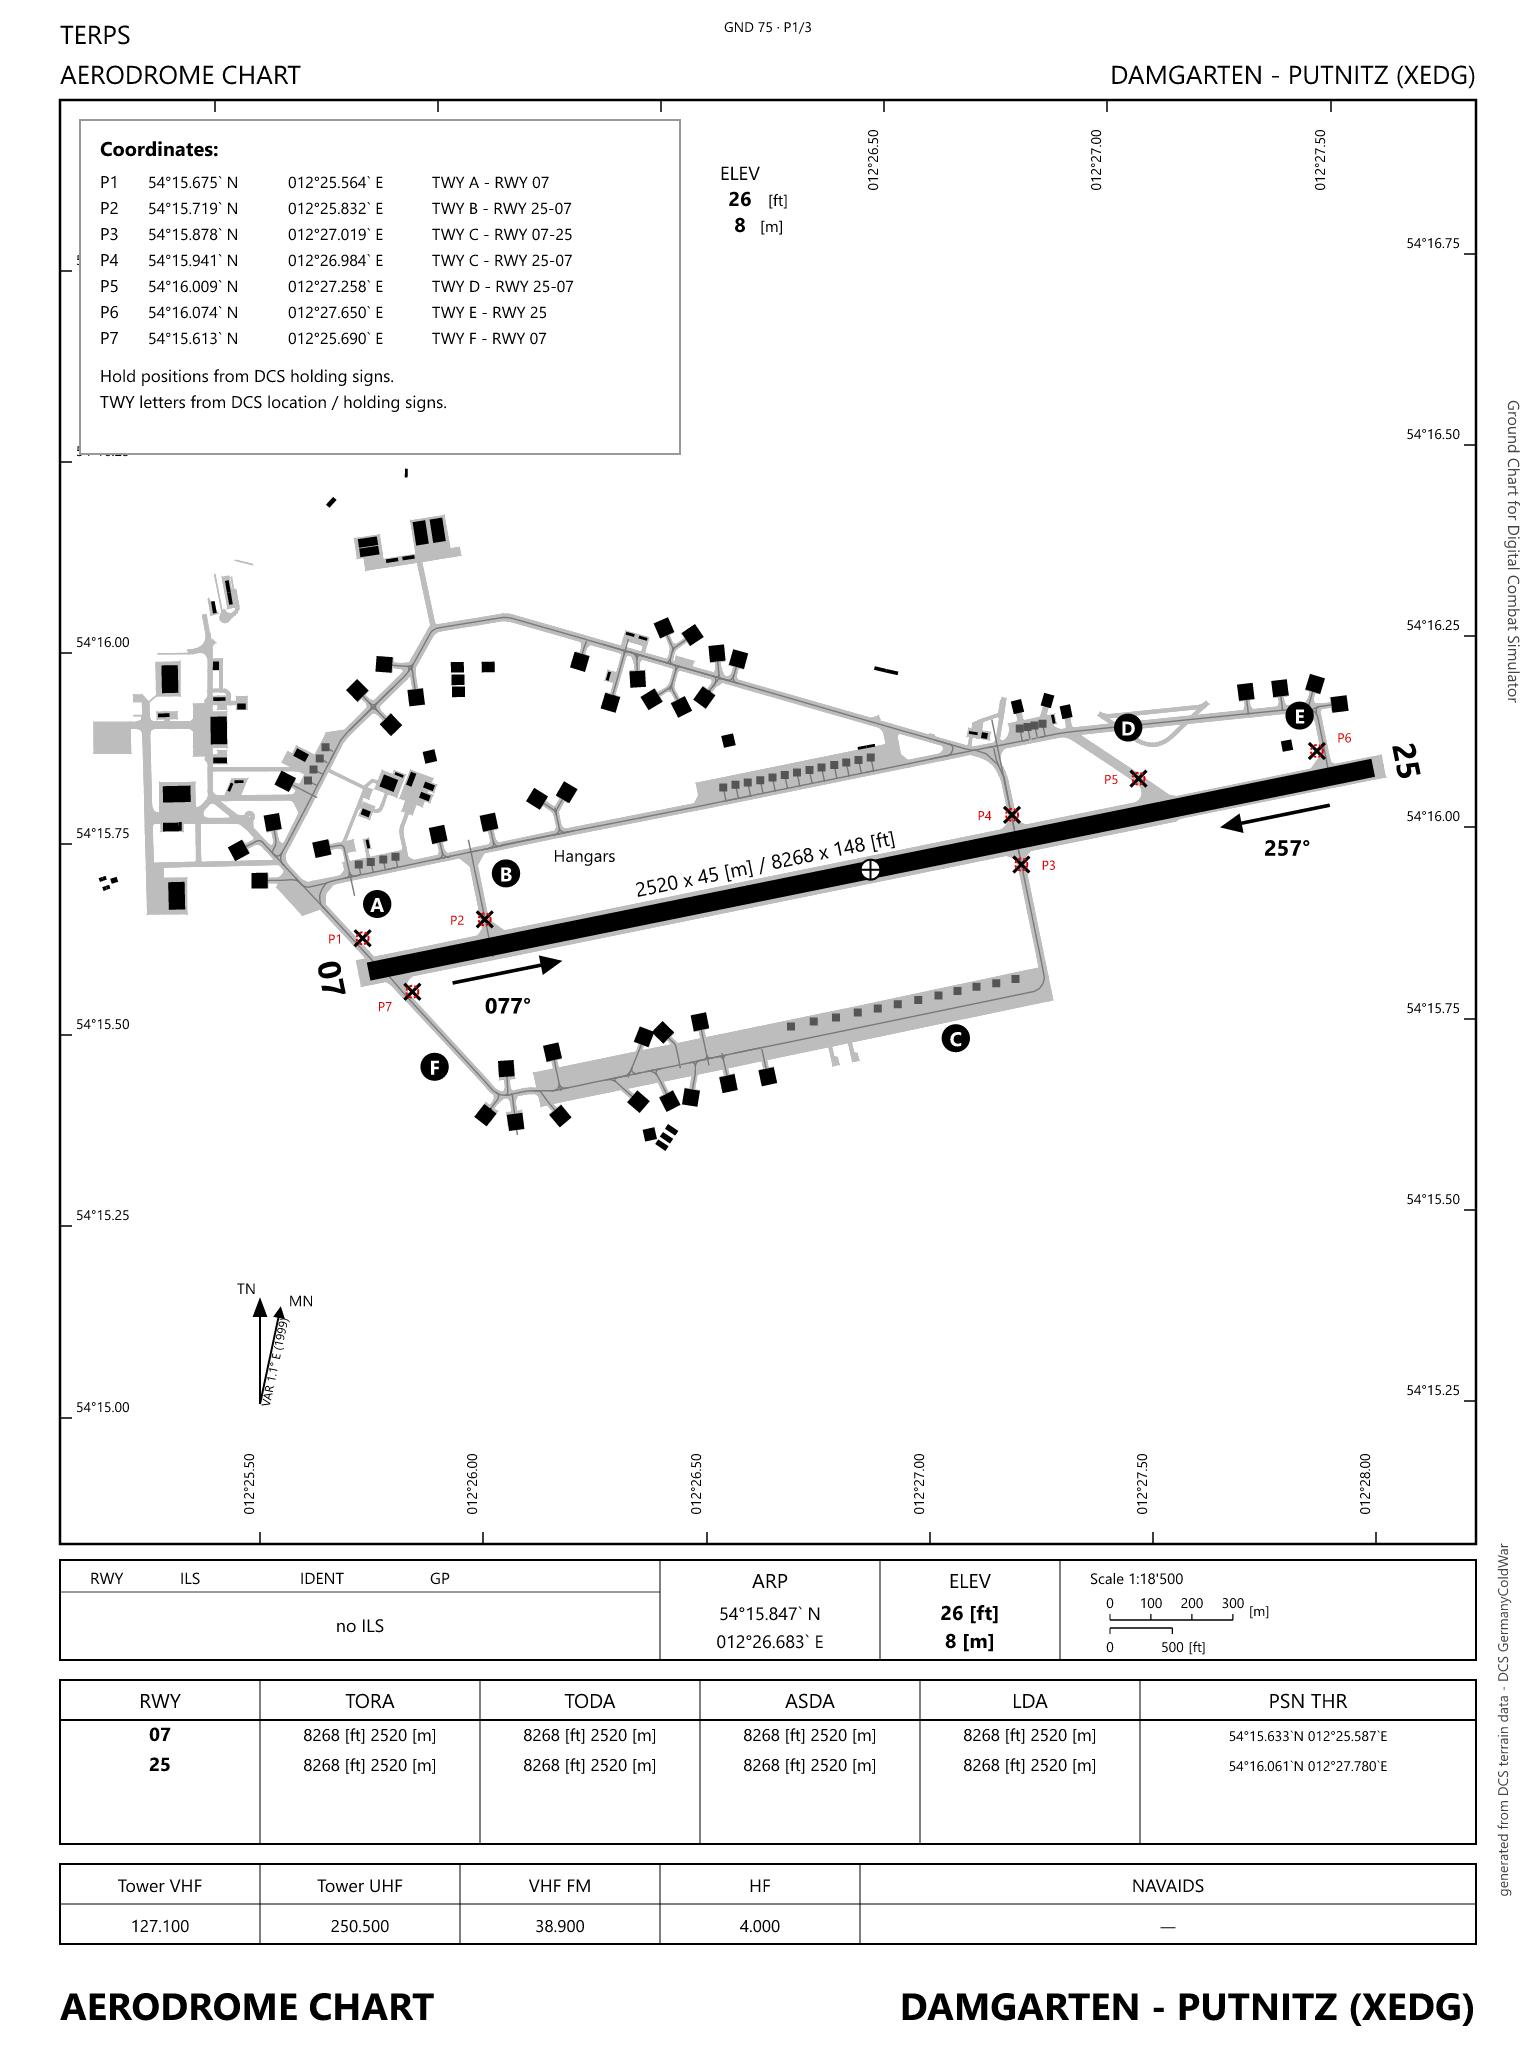 TERPS
GND 75 · P1/3
AERODROME CHART
DAMGARTEN - PUTNITZ (XEDG)
Coordinates:
P1 54°15.675` N 012°25.564` E TWY A - RWY 07
P2 54°15.719` N 012°25.832` E TWY B - RWY 25-07
P3 54°15.878` N 012°27.019` E TWY C - RWY 07-25
P4 54°15.941` N 012°26.984` E TWY C - RWY 25-07
P5 54°16.009` N 012°27.258` E TWY D - RWY 25-07
P6 54°16.074` N 012°27.650` E TWY E - RWY 25
P7 54°15.613` N 012°25.690` E TWY F - RWY 07
Hold positions from DCS holding signs.
TWY letters from DCS location / holding signs.
ELEV
26 [ft]
8 [m]
012°26.50
012°27.00
012°27.50
54°16.75
54°16.50
54°16.25
54°16.00
54°15.75
54°15.50
54°15.25
54°16.00
54°15.75
54°15.50
54°15.25
54°15.00
D
E
P6
25
P5
P4
257°
P3
Hangars
2520 x 45 [m] / 8268 x 148 [ft]
B
A
P2
P1
07
P7
077°
C
F
TN
MN
VAR 1.1° E (1999)
012°25.50
012°26.00
012°26.50
012°27.00
012°27.50
012°28.00
Ground Chart for Digital Combat Simulator
generated from DCS terrain data - DCS GermanyColdWar
RWY ILS IDENT GP
no ILS
ARP
54°15.847` N
012°26.683` E
ELEV
26 [ft]
8 [m]
Scale 1:18'500
0 100 200 300 [m]
0 500 [ft]
RWY TORA TODA ASDA LDA PSN THR
07 8268 [ft] 2520 [m] 8268 [ft] 2520 [m] 8268 [ft] 2520 [m] 8268 [ft] 2520 [m] 54°15.633`N 012°25.587`E
25 8268 [ft] 2520 [m] 8268 [ft] 2520 [m] 8268 [ft] 2520 [m] 8268 [ft] 2520 [m] 54°16.061`N 012°27.780`E
Tower VHF Tower UHF VHF FM HF NAVAIDS
127.100 250.500 38.900 4.000 —
AERODROME CHART
DAMGARTEN - PUTNITZ (XEDG)